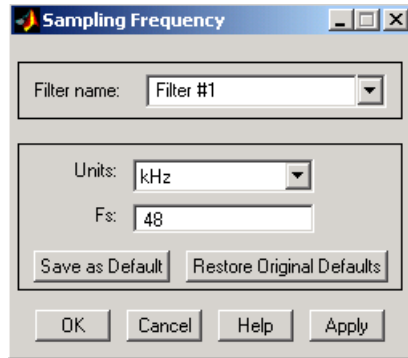 Sampling Frequency
Filter name: Filter #1
Units: kHz
Fs: 48
Save as Default Restore Original Defaults
OK Cancel Help Apply